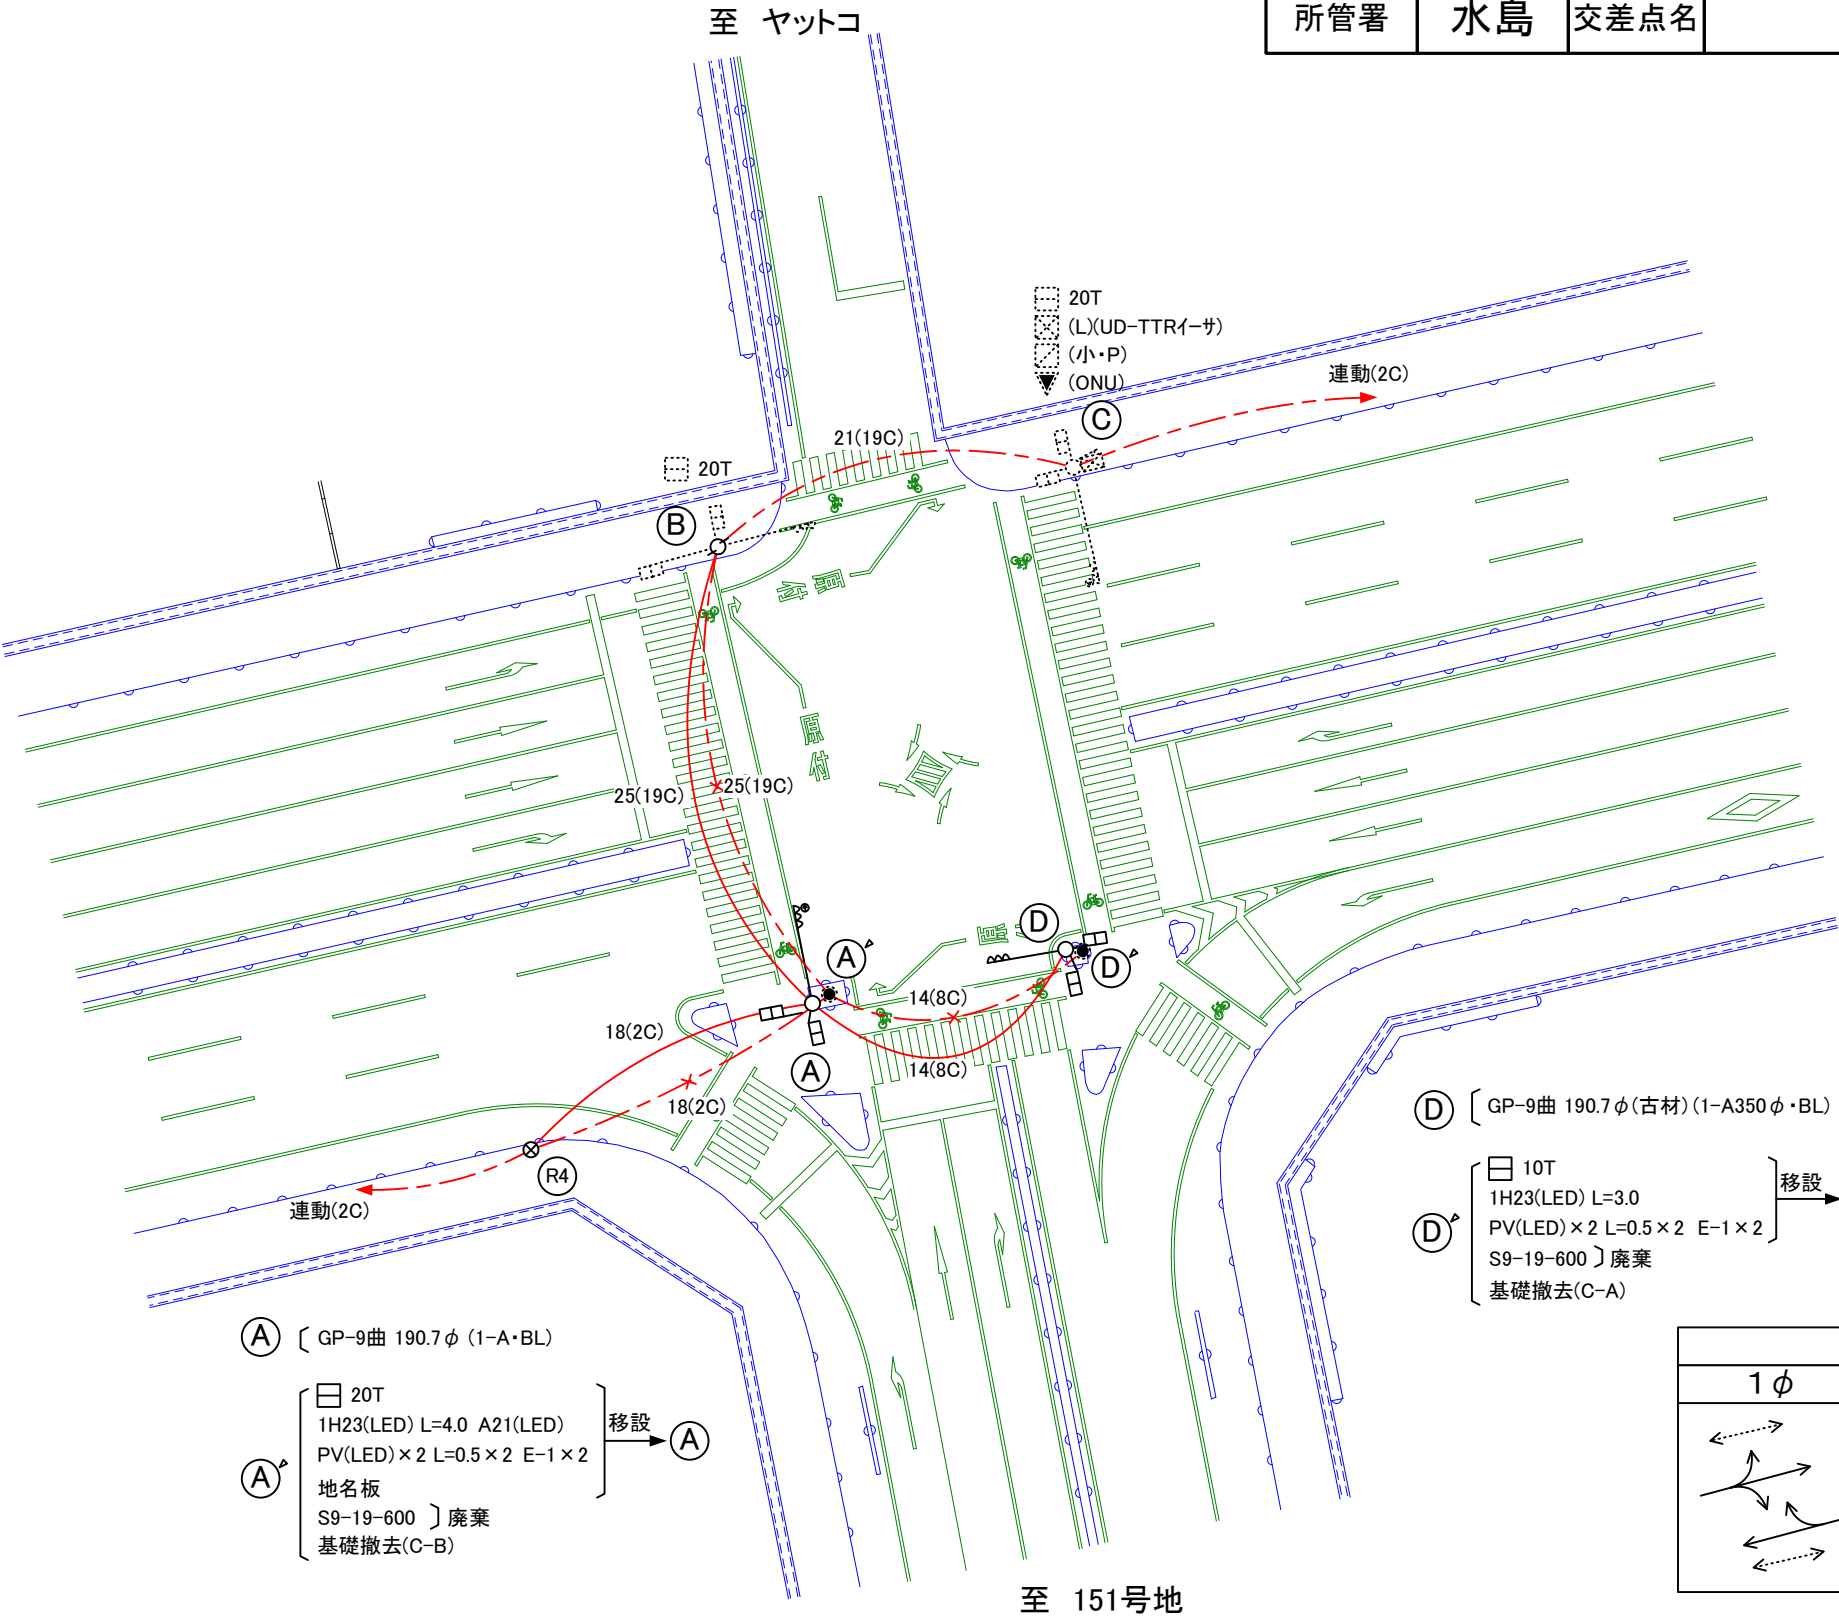 至 ヤットコ
所管署 水島 交差点名
20T
(L)(UD-TTRイーサ)
(小・P)
(ONU)
連動(2C)
C
21(19C)
20T
B
原付
原付
25(19C)
25(19C)
D
A'
D'
14(8C)
18(2C)
14(8C)
A
18(2C)
R4
連動(2C)
D GP-9曲 190.7φ(古材)(1-A350φ・BL)
10T
1H23(LED) L=3.0
移設
PV(LED)×2 L=0.5×2 E-1×2
D'
S9-19-600 廃棄
基礎撤去(C-A)
A GP-9曲 190.7φ (1-A・BL)
20T
1H23(LED) L=4.0 A21(LED)
移設 A
PV(LED)×2 L=0.5×2 E-1×2
A'
地名板
S9-19-600 廃棄
基礎撤去(C-B)
1φ
至 151号地